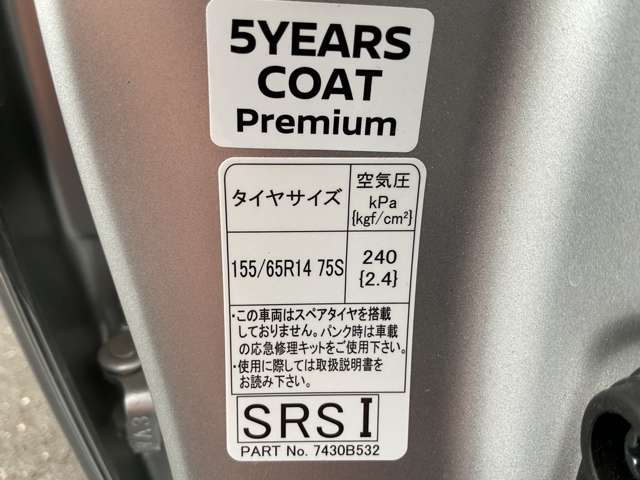 5YEARS
COAT
Premium
タイヤサイズ
空気圧
kPa
{kgf/cm²}
155/65R14 75S
240
{2.4}
・この車両はスペアタイヤを搭載
しておりません。パンク時は車載
の応急修理キットをご使用下さい。
・使用に際しては取扱説明書を
お読み下さい。
SRS I
PART No. 7430B532